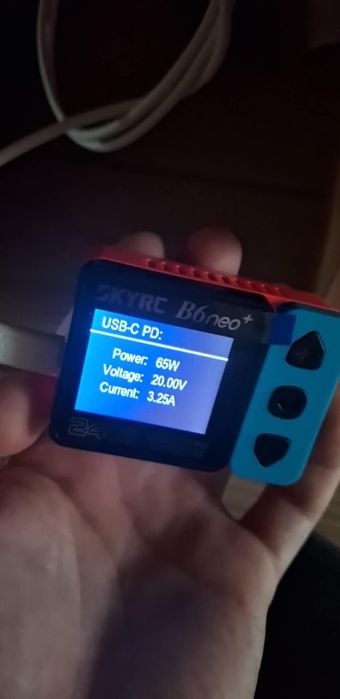 SKYRC B6neo+
USB-C PD:
Power: 65W
Voltage: 20.00V
Current: 3.25A